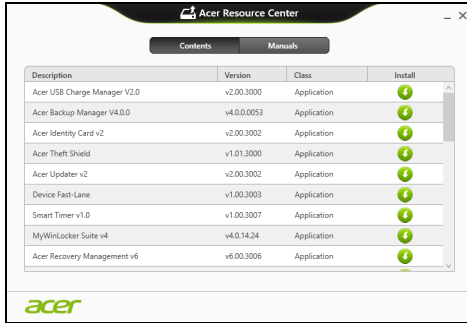 Acer Resource Center
Contents Manuals
Description Version Class Install
Acer USB Charge Manager V2.0 v2.00.3000 Application
Acer Backup Manager V4.0.0 v4.0.0.0053 Application
Acer Identity Card v2 v2.00.3002 Application
Acer Theft Shield v1.01.3000 Application
Acer Updater v2 v2.00.3002 Application
Device Fast-Lane v1.00.3003 Application
Smart Timer v1.0 v1.00.3007 Application
MyWinLocker Suite v4 v4.0.14.24 Application
Acer Recovery Management v6 v6.00.3006 Application
acer